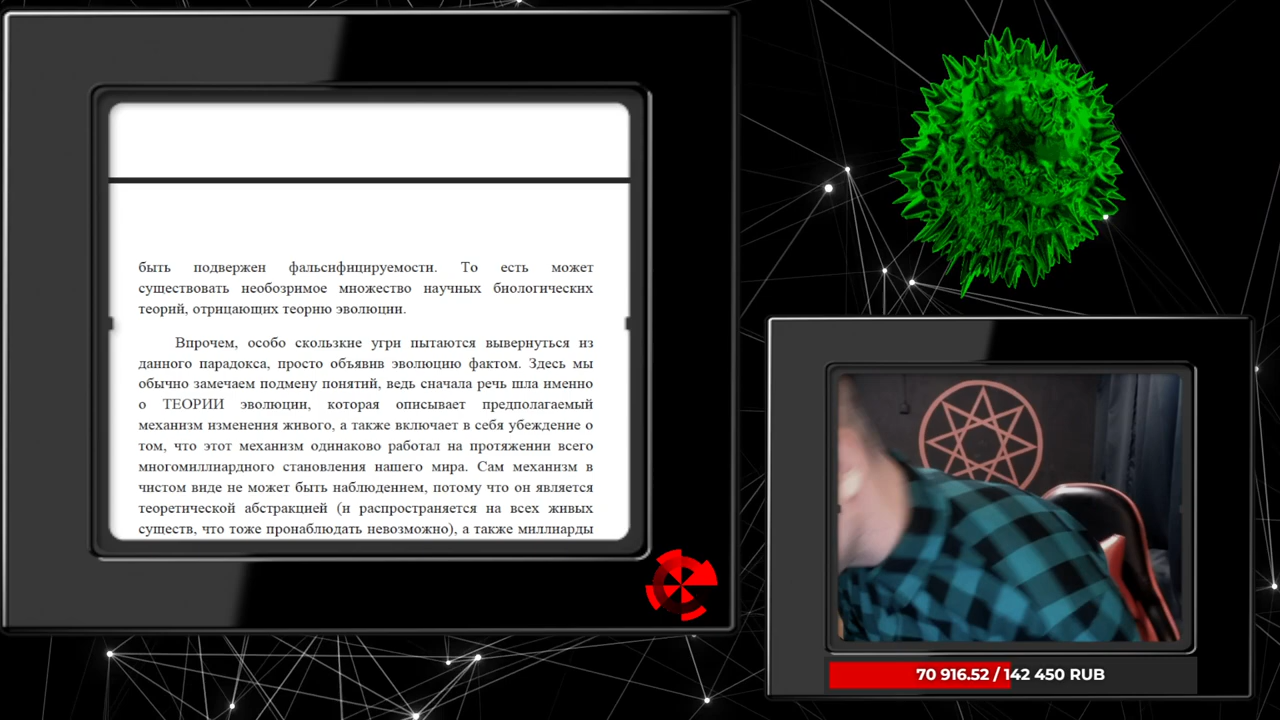 быть подвержен фальсифицируемости. То есть может
существовать необозримое множество научных биологических
теорий, отрицающих теорию эволюции.
Впрочем, особо скользкие угри пытаются вывернуться из
данного парадокса, просто объявив эволюцию фактом. Здесь мы
обычно замечаем подмену понятий, ведь сначала речь шла именно
о ТЕОРИИ эволюции, которая описывает предполагаемый
механизм изменения живого, а также включает в себя убеждение о
том, что этот механизм одинаково работал на протяжении всего
многомиллиардного становления нашего мира. Сам механизм в
чистом виде не может быть наблюдением, потому что он является
теоретической абстракцией (и распространяется на всех живых
существ, что тоже пронаблюдать невозможно), а также миллиарды
70 916.52 / 142 450 RUB